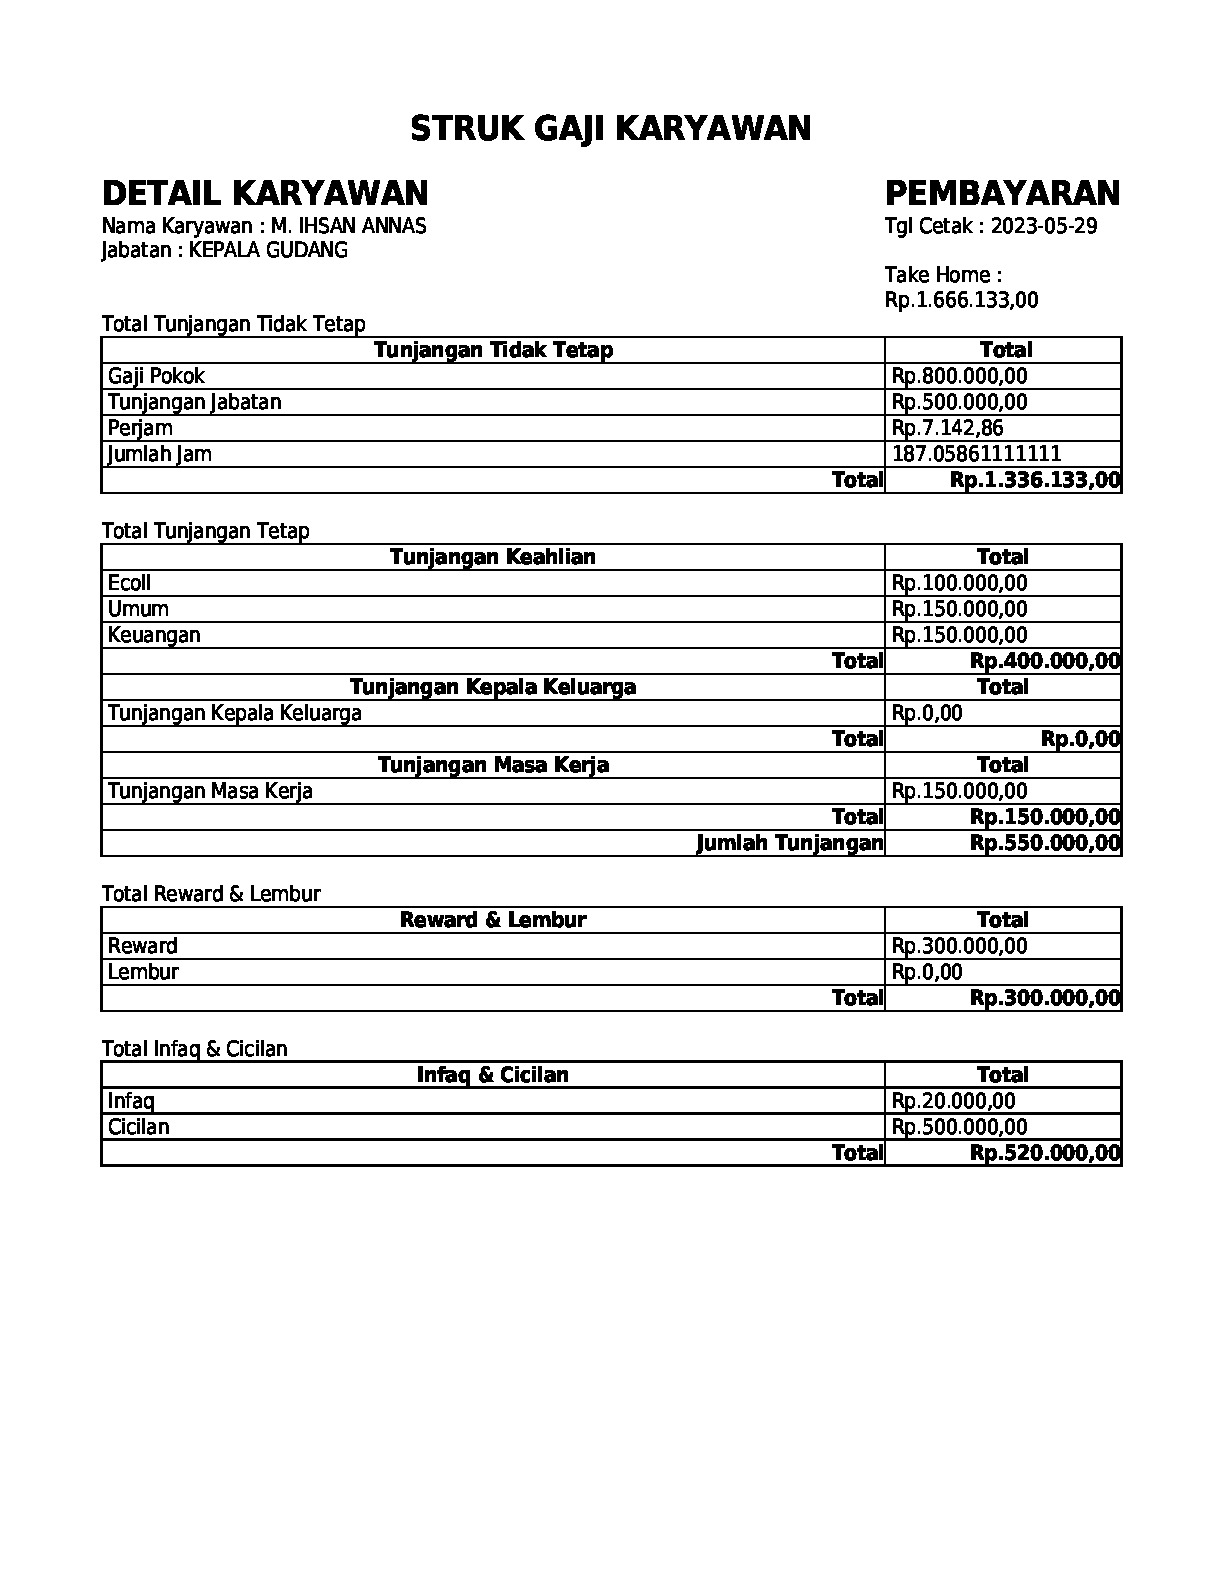 STRUK GAJI KARYAWAN
DETAIL KARYAWAN PEMBAYARAN
Nama Karyawan : M. IHSAN ANNAS Tgl Cetak : 2023-05-29
Jabatan : KEPALA GUDANG
Take Home :
Rp.1.666.133,00
Total Tunjangan Tidak Tetap
Tunjangan Tidak Tetap Total
Gaji Pokok Rp.800.000,00
Tunjangan Jabatan Rp.500.000,00
Perjam Rp.7.142,86
Jumlah Jam 187.05861111111
Total Rp.1.336.133,00
Total Tunjangan Tetap
Tunjangan Keahlian Total
Ecoll Rp.100.000,00
Umum Rp.150.000,00
Keuangan Rp.150.000,00
Total Rp.400.000,00
Tunjangan Kepala Keluarga Total
Tunjangan Kepala Keluarga Rp.0,00
Total Rp.0,00
Tunjangan Masa Kerja Total
Tunjangan Masa Kerja Rp.150.000,00
Total Rp.150.000,00
Jumlah Tunjangan Rp.550.000,00
Total Reward & Lembur
Reward & Lembur Total
Reward Rp.300.000,00
Lembur Rp.0,00
Total Rp.300.000,00
Total Infaq & Cicilan
Infaq & Cicilan Total
Infaq Rp.20.000,00
Cicilan Rp.500.000,00
Total Rp.520.000,00